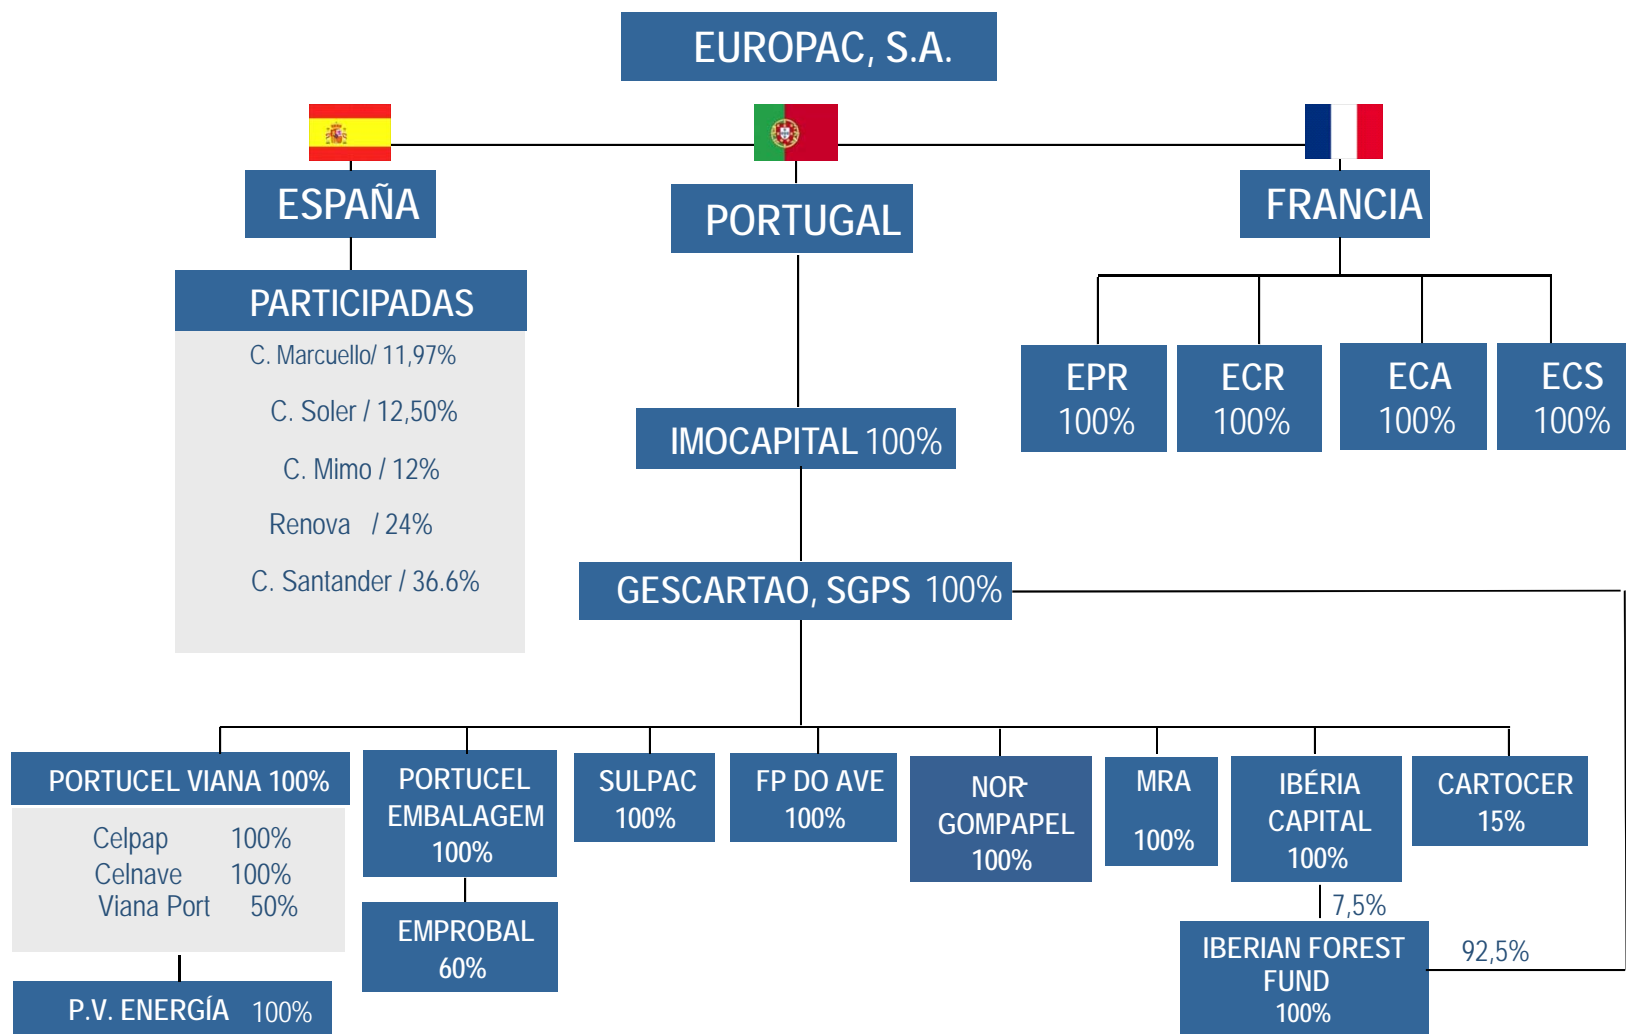 EUROPAC, S.A.
ESPAÑA
PARTICIPADAS
C. Marcuello/ 11,97%
C. Soler / 12,50%
C. Mimo / 12%
Renova / 24%
C. Santander / 36.6%
PORTUGAL
IMOCAPITAL 100%
GESCARTAO, SGPS 100%
FRANCIA
EPR
100%
ECR
100%
ECA
100%
ECS
100%
PORTUCEL VIANA 100%
Celpap 100%
Celnave 100%
Viana Port 50%
P.V. ENERGÍA 100%
PORTUCEL
EMBALAGEM
100%
EMPROBAL
60%
SULPAC
100%
FP DO AVE
100%
NOR-
GOMPAPEL
100%
MRA
100%
IBÉRIA
CAPITAL
100%
7,5%
IBERIAN FOREST
FUND
100%
92,5%
CARTOCER
15%